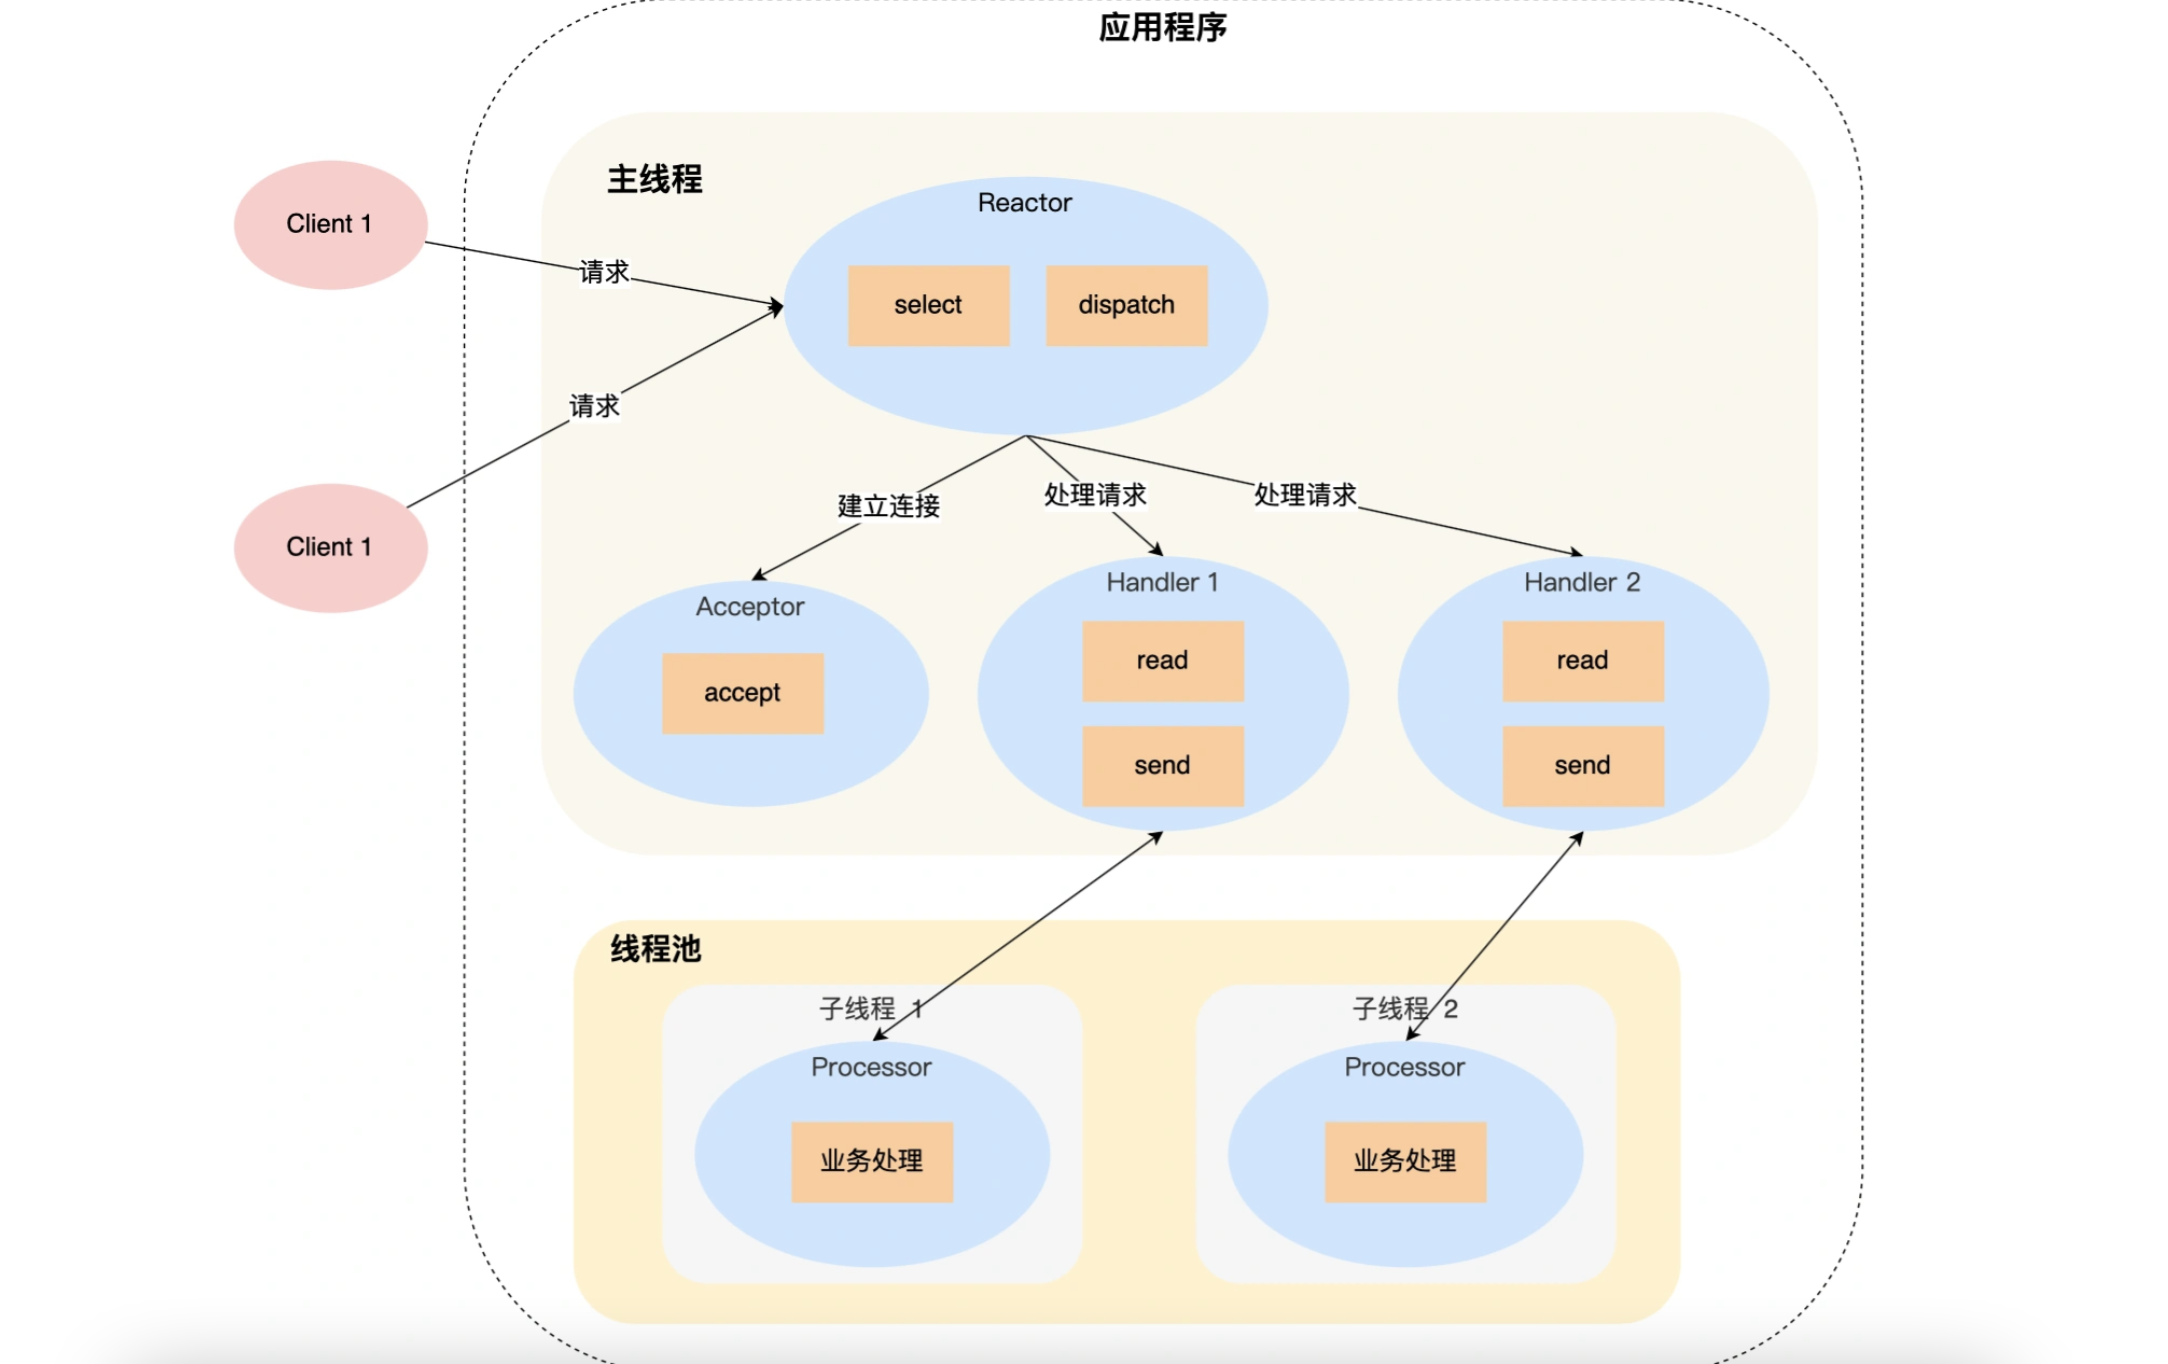 应用程序
主线程
Client 1
请求
Reactor
select
dispatch
请求
Client 1
建立连接
处理请求
处理请求
Acceptor
accept
Handler 1
read
send
Handler 2
read
send
线程池
子线程 1
Processor
业务处理
子线程 2
Processor
业务处理